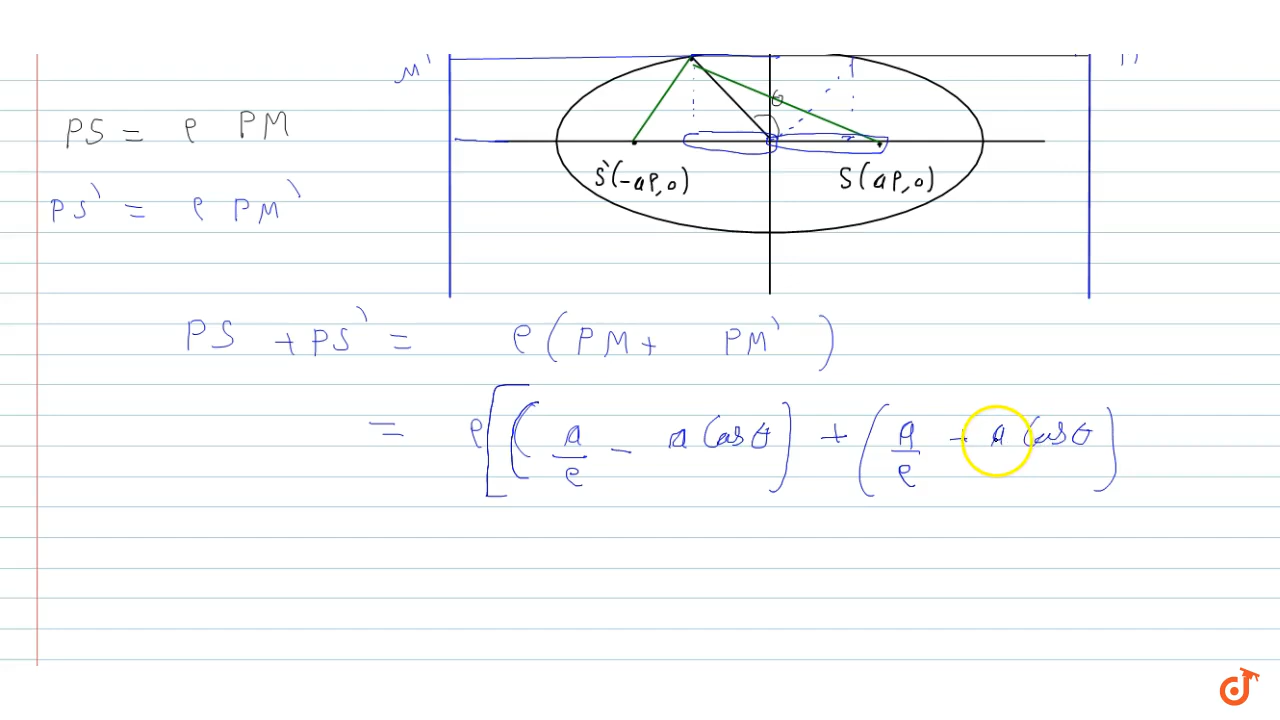 M'
θ
PS = e PM
S'(-ae,0) S(ae,0)
PS' = e PM'
PS + PS' = e(PM + PM')
= e[(a/e - a Cosθ) + (a/e + a Cosθ)